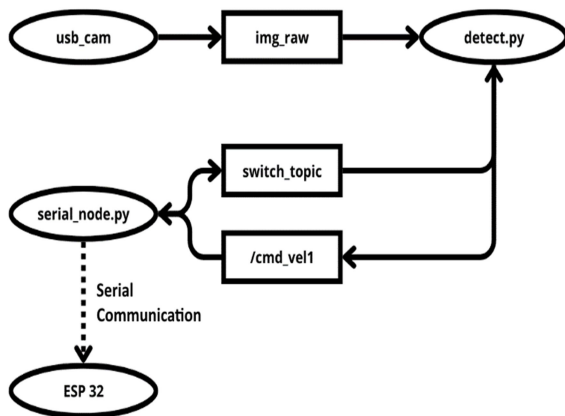 usb_cam
img_raw
detect.py
switch_topic
serial_node.py
/cmd_vel1
Serial
Communication
ESP 32